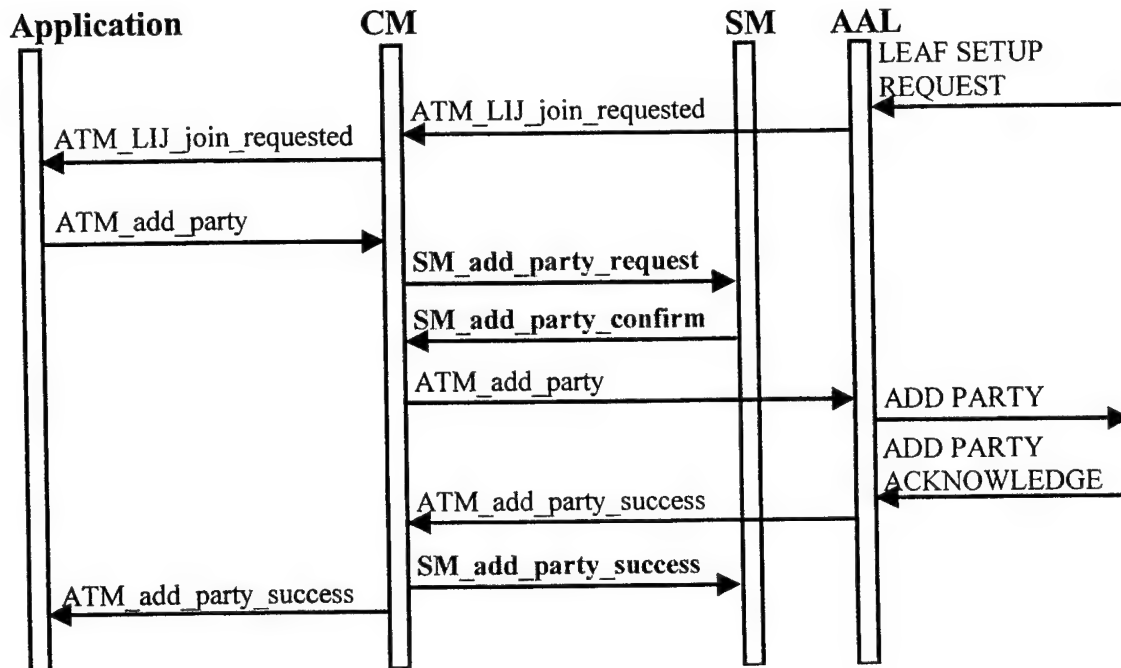 Application
CM
SM
AAL
LEAF SETUP
REQUEST
ATM_LIJ_join_requested
ATM_LIJ_join_requested
ATM_add_party
SM_add_party_request
SM_add_party_confirm
ATM_add_party
ADD PARTY
ADD PARTY
ACKNOWLEDGE
ATM_add_party_success
SM_add_party_success
ATM_add_party_success